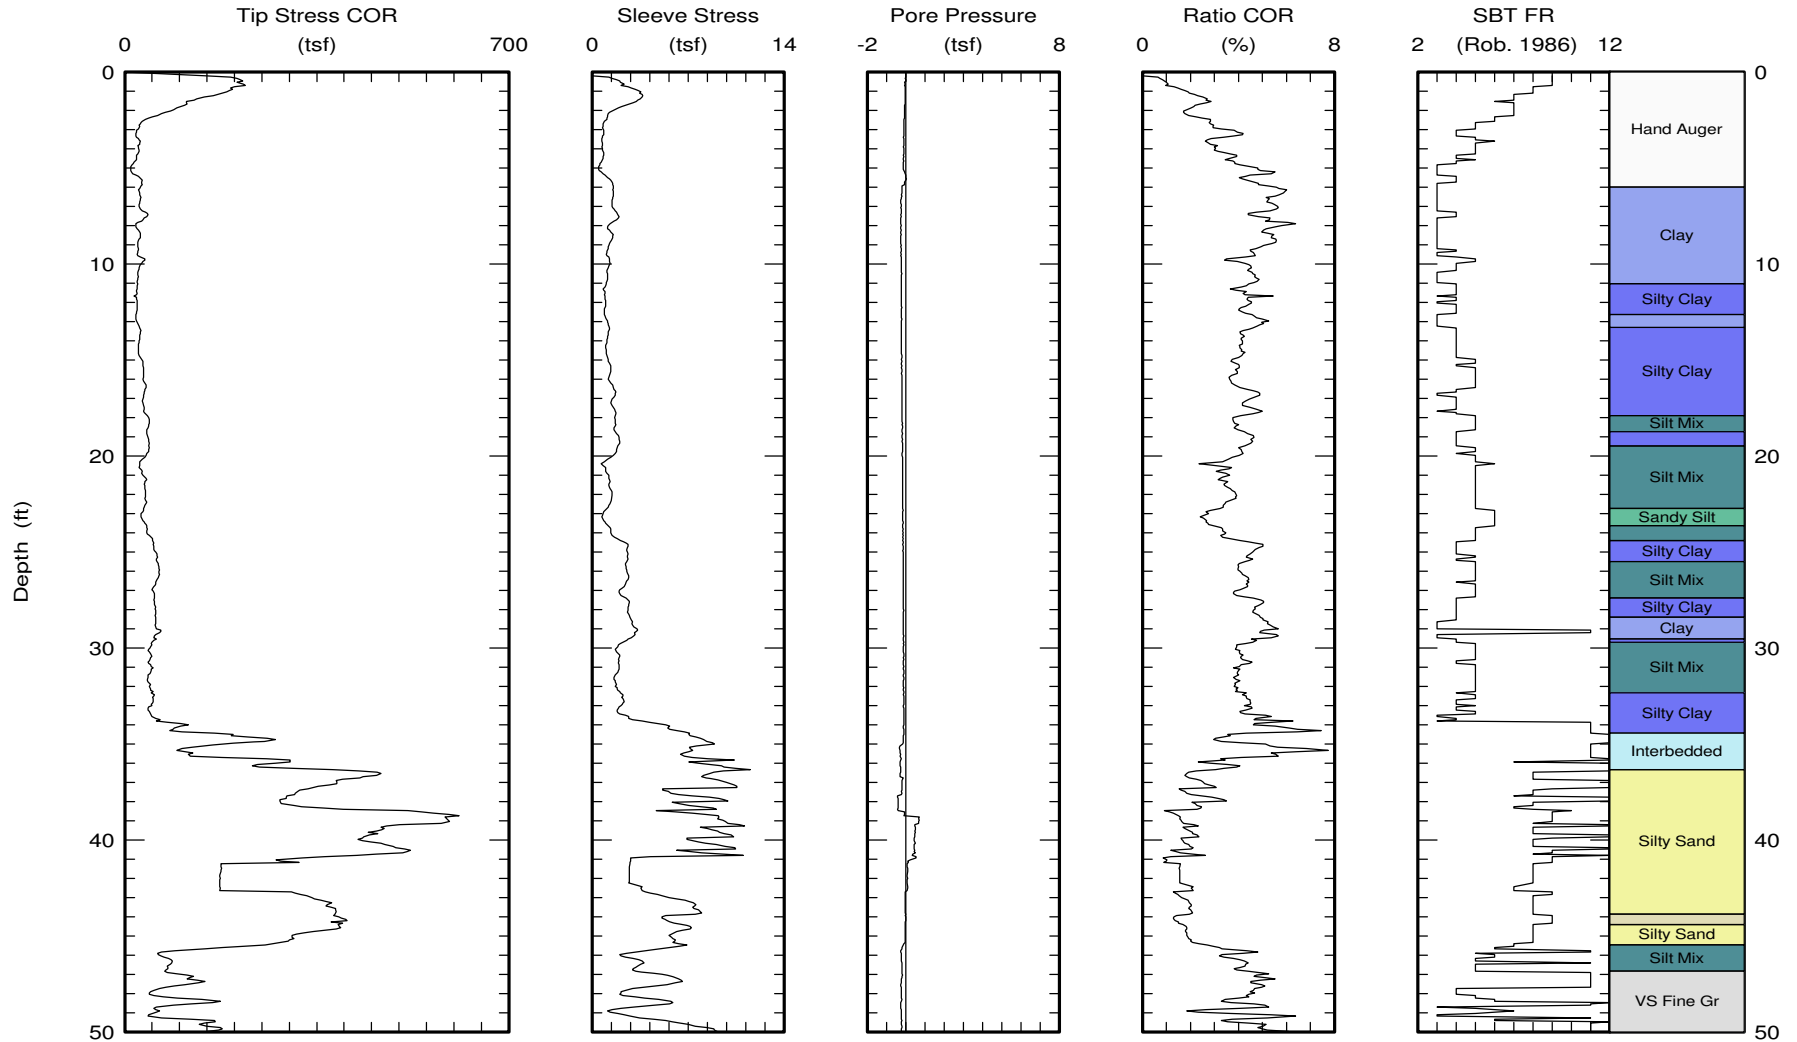 Tip Stress COR Sleeve Stress Pore Pressure Ratio COR SBT FR
0 (tsf) 700 0 (tsf) 14 -2 (tsf) 8 0 (%) 8 2 (Rob. 1986) 12
0 0
Hand Auger
Clay
10 10
Silty Clay
Silty Clay
Silt Mix
20 20
Silt Mix
Sandy Silt
Silty Clay
Depth (ft)
Silt Mix
Silty Clay
Clay
30 30
Silt Mix
Silty Clay
Interbedded
40 Silty Sand 40
Silty Sand
Silt Mix
VS Fine Gr
50 50